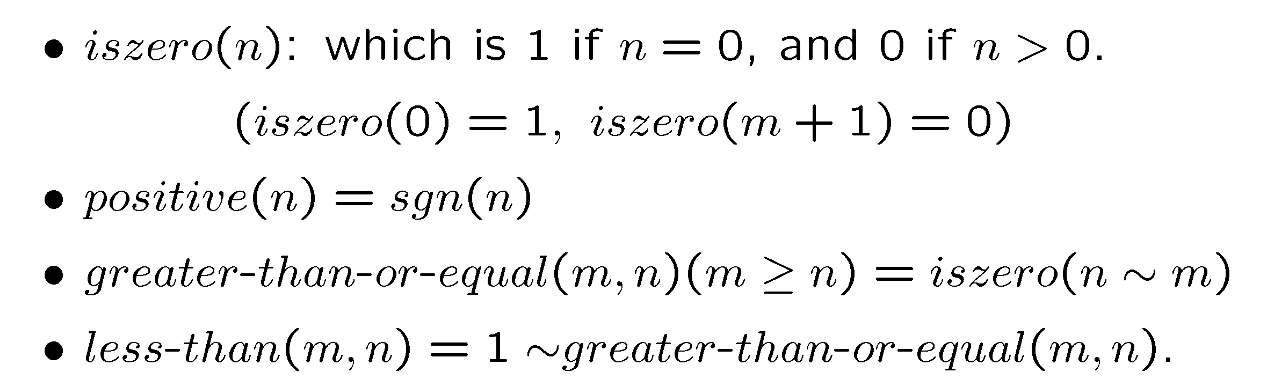 • iszero(n): which is 1 if n = 0, and 0 if n > 0.
(iszero(0) = 1, iszero(m + 1) = 0)
• positive(n) = sgn(n)
• greater-than-or-equal(m, n)(m ≥ n) = iszero(n ∼ m)
• less-than(m, n) = 1 ∼greater-than-or-equal(m, n).